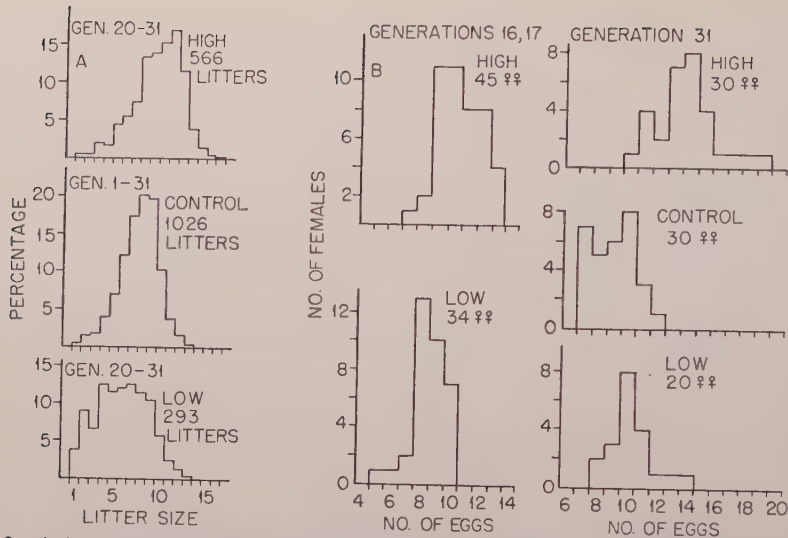 GEN. 20-31
A
HIGH
566
LITTERS
15
10
5
GEN. 1-31
CONTROL
1026
LITTERS
20
15
10
5
PERCENTAGE
GEN. 20-31
LOW
293
LITTERS
15
10
5
1 5 10 15
LITTER SIZE
GENERATIONS 16,17
B
HIGH
45 ♀♀
10
8
6
4
2
NO. OF FEMALES
LOW
34 ♀♀
12
8
4
0
4 6 8 10 12 14
NO. OF EGGS
GENERATION 31
HIGH
30 ♀♀
8
4
0
CONTROL
30 ♀♀
8
4
0
LOW
20 ♀♀
8
4
0
6 8 10 12 14 16 18 20
NO. OF EGGS